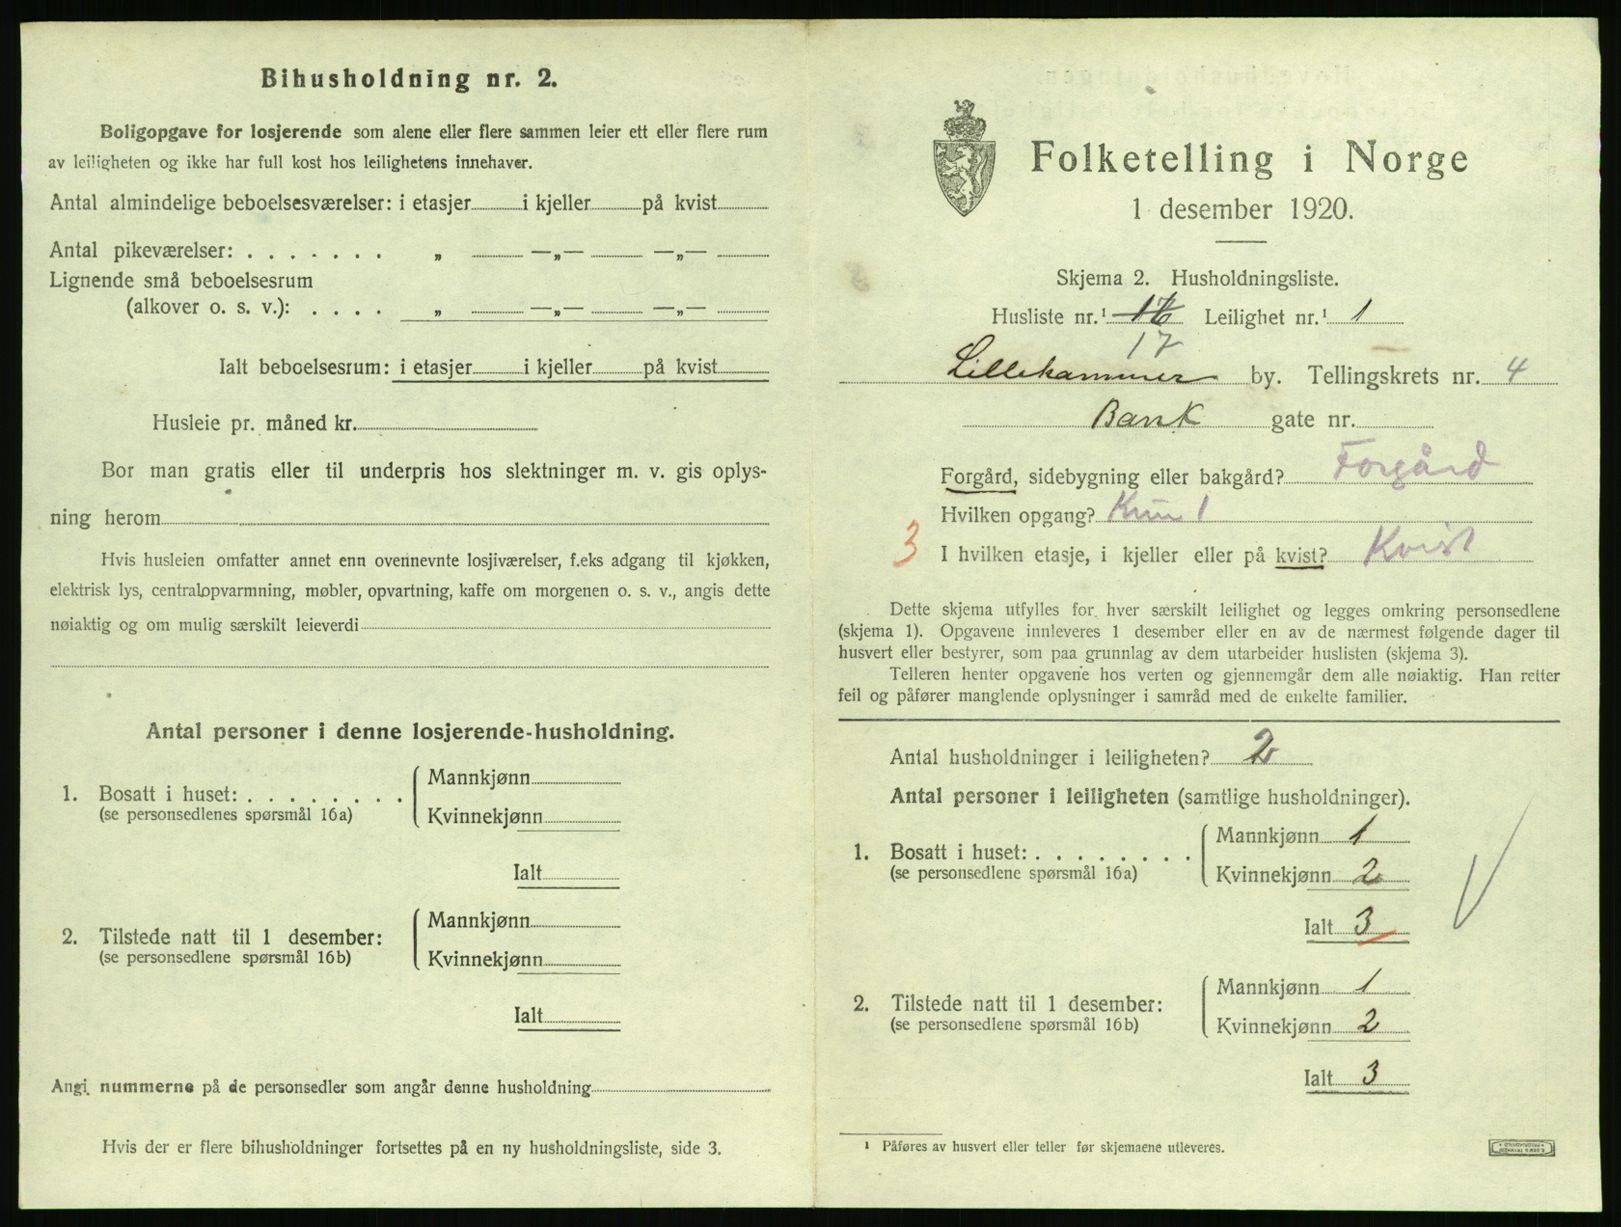 Bihusholdning nr. 2.
Boligopgave for losjerende som alene eller flere sammen leier ett eller flere rum
av leiligheten og ikke har full kost hos leilighetens innehaver.
Antal almindelige beboelsesværelser: i etasjer i kjeller på kvist
Antal pikeværelser: . . . . . . . „ —„— —„—
Lignende små beboelsesrum
(alkover o. s. v.): . . . . „ —„— —„—
Ialt beboelsesrum: i etasjer i kjeller på kvist
Husleie pr. måned kr.
Bor man gratis eller til underpris hos slektninger m. v. gis oplys-
ning herom
Hvis husleien omfatter annet enn ovennevnte losjiværelser, f.eks adgang til kjøkken,
elektrisk lys, centralopvarmning, møbler, opvartning, kaffe om morgenen o. s. v., angis dette
nøiaktig og om mulig særskilt leieverdi
Antal personer i denne losjerende-husholdning.
1. Bosatt i huset: . . . . . . . .
(se personsedlenes spørsmål 16a)
Mannkjønn
Kvinnekjønn
Ialt
2. Tilstede natt til 1 desember:
(se personsedlene spørsmål 16b)
Mannkjønn
Kvinnekjønn
Ialt
Angi nummerne på de personsedler som angår denne husholdning
Hvis der er flere bihusholdninger fortsettes på en ny husholdningsliste, side 3.
Folketelling i Norge
1 desember 1920.
Skjema 2. Husholdningsliste.
Husliste nr.¹ 16 Leilighet nr.¹ 1
17
Lillehammer by. Tellingskrets nr. 4
Bank gate nr.
Forgård, sidebygning eller bakgård? Forgård
Hvilken opgang? Kun 1
3 I hvilken etasje, i kjeller eller på kvist? Kvist
Dette skjema utfylles for hver særskilt leilighet og legges omkring personsedlene
(skjema 1). Opgavene innleveres 1 desember eller en av de nærmest følgende dager til
husvert eller bestyrer, som paa grunnlag av dem utarbeider huslisten (skjema 3).
Telleren henter opgavene hos verten og gjennemgår dem alle nøiaktig. Han retter
feil og påfører manglende oplysninger i samråd med de enkelte familier.
Antal husholdninger i leiligheten? 2
Antal personer i leiligheten (samtlige husholdninger).
1. Bosatt i huset: . . . . . . . .
(se personsedlene spørsmål 16a)
Mannkjønn 1
Kvinnekjønn 2
Ialt 3
2. Tilstede natt til 1 desember:
(se personsedlene spørsmål 16b)
Mannkjønn 1
Kvinnekjønn 2
Ialt 3
¹ Påføres av husvert eller teller før skjemaene utleveres.